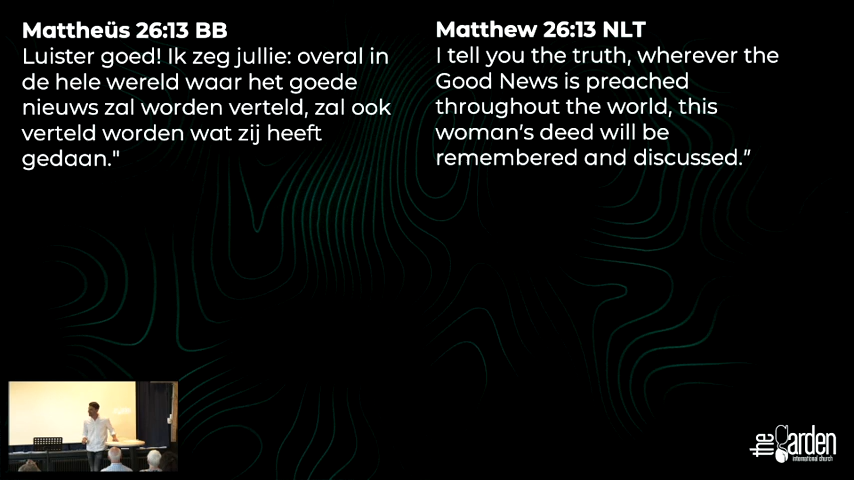 Mattheüs 26:13 BB
Luister goed! Ik zeg jullie: overal in
de hele wereld waar het goede
nieuws zal worden verteld, zal ook
verteld worden wat zij heeft
gedaan."
Matthew 26:13 NLT
I tell you the truth, wherever the
Good News is preached
throughout the world, this
woman’s deed will be
remembered and discussed.”
the Garden
international church